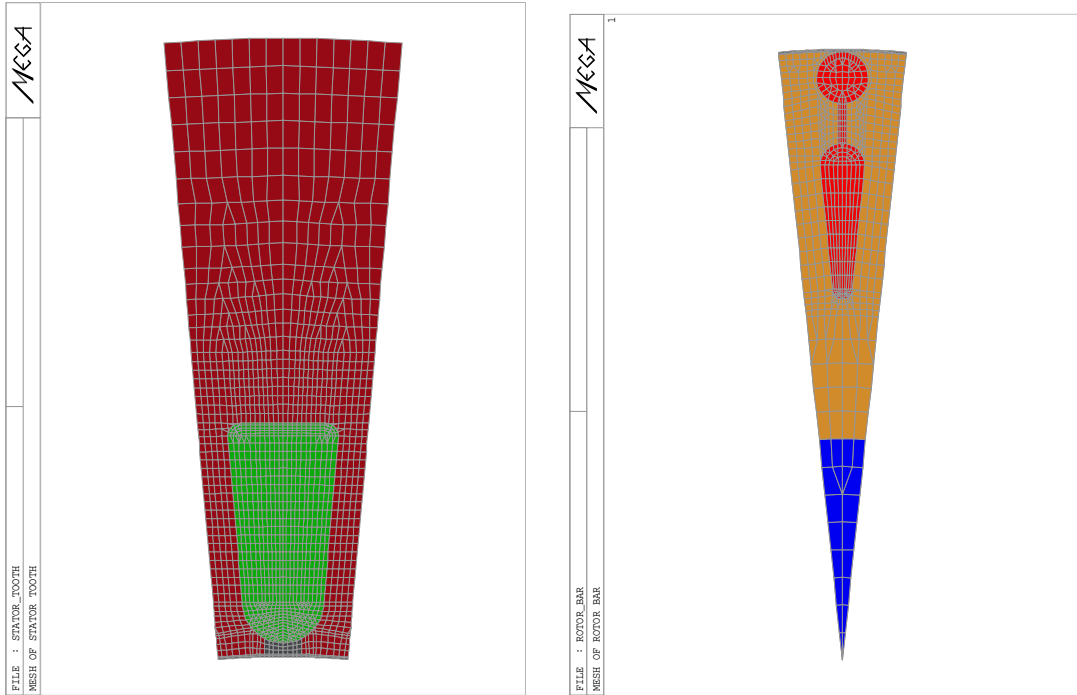 MEGA
FILE : STATOR_TOOTH
MESH OF STATOR TOOTH
MEGA
1
FILE : ROTOR_BAR
MESH OF ROTOR BAR